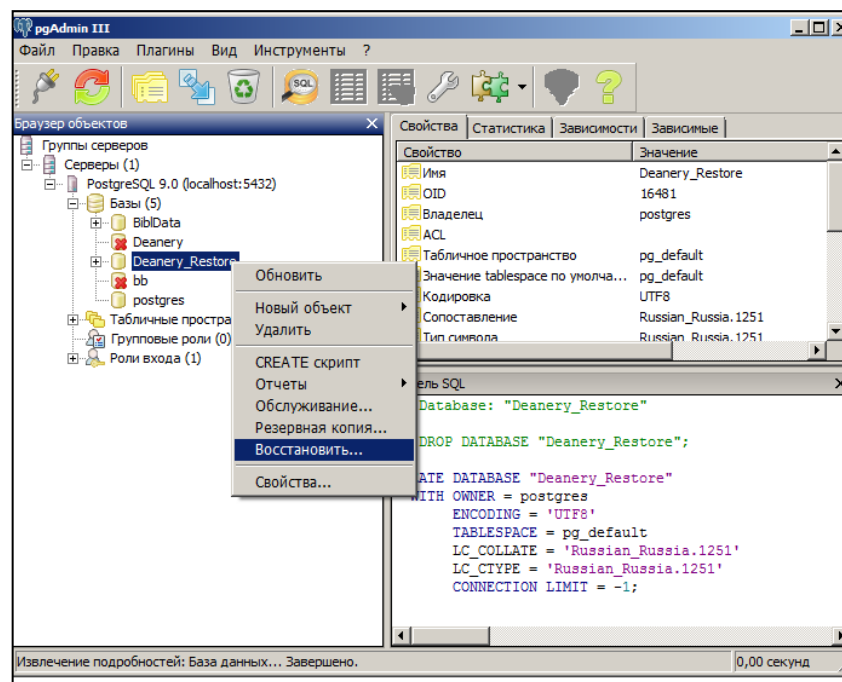 pgAdmin III
Файл Правка Плагины Вид Инструменты ?
SQL
Браузер объектов
Группы серверов
Серверы (1)
PostgreSQL 9.0 (localhost:5432)
Базы (5)
BiblData
Deanery
Deanery_Restore
bb
postgres
Табличные простра
Групповые роли (0)
Роли входа (1)
Обновить
Новый объект
Удалить
CREATE скрипт
Отчеты
Обслуживание...
Резервная копия...
Восстановить...
Свойства...
Свойства Статистика Зависимости Зависимые
Свойство Значение
Имя Deanery_Restore
OID 16481
Владелец postgres
ACL
Табличное пространство pg_default
Значение tablespace по умолча... pg_default
Кодировка UTF8
Сопоставление Russian_Russia.1251
Тип символа Russian_Russia.1251
ель SQL
Database: "Deanery_Restore"
DROP DATABASE "Deanery_Restore";
ATE DATABASE "Deanery_Restore"
WITH OWNER = postgres
ENCODING = 'UTF8'
TABLESPACE = pg_default
LC_COLLATE = 'Russian_Russia.1251'
LC_CTYPE = 'Russian_Russia.1251'
CONNECTION LIMIT = -1;
Извлечение подробностей: База данных... Завершено.
0,00 секунд